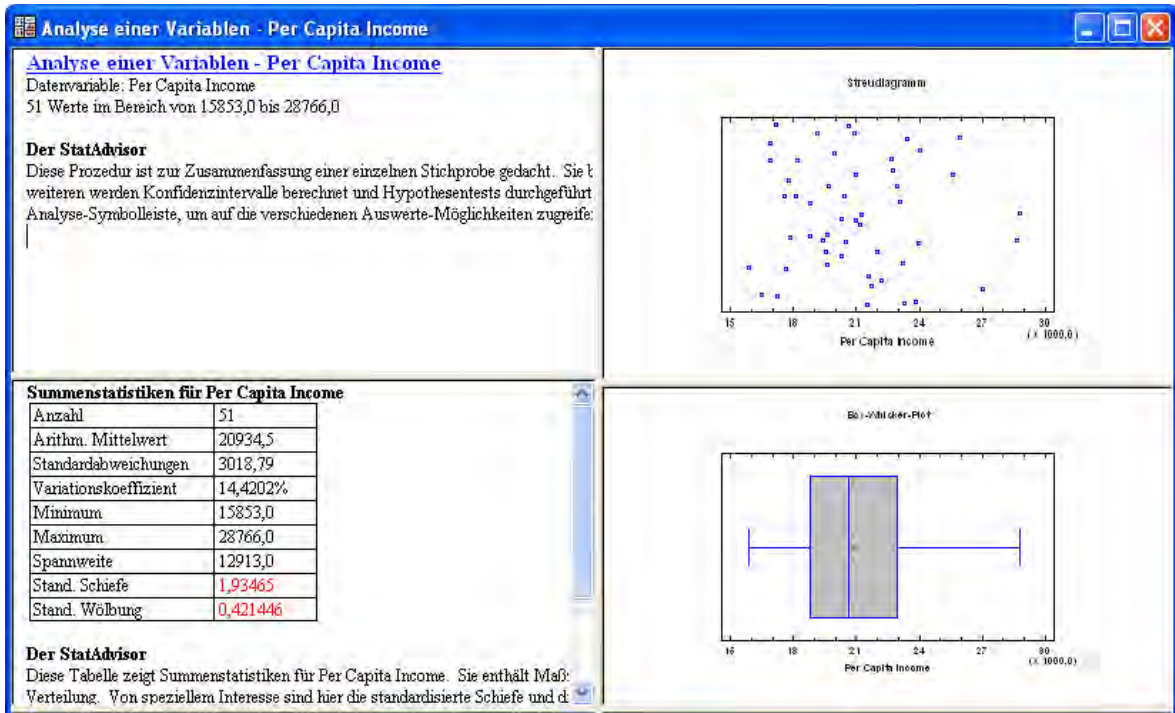 Analyse einer Variablen - Per Capita Income
Analyse einer Variablen - Per Capita Income
Datenvariable: Per Capita Income
51 Werte im Bereich von 15853,0 bis 28766,0
Der StatAdvisor
Diese Prozedur ist zur Zusammenfassung einer einzelnen Stichprobe gedacht. Sie b
weiteren werden Konfidenzintervalle berechnet und Hypothesentests durchgeführt
Analyse-Symbolleiste, um auf die verschiedenen Auswerte-Möglichkeiten zugreife
Streudiagramm
15 18 21 24 27 30
(X 1000,0)
Per Capita Income
Summenstatistiken für Per Capita Income
Anzahl 51
Arithm. Mittelwert 20934,5
Standardabweichungen 3018,79
Variationskoeffizient 14,4202%
Minimum 15853,0
Maximum 28766,0
Spannweite 12913,0
Stand. Schiefe 1,93465
Stand. Wölbung 0,421446
Der StatAdvisor
Diese Tabelle zeigt Summenstatistiken für Per Capita Income. Sie enthält Maß
Verteilung. Von speziellem Interesse sind hier die standardisierte Schiefe und d
Box-Whisker-Plot
15 18 21 24 27 30
(X 1000,0)
Per Capita Income